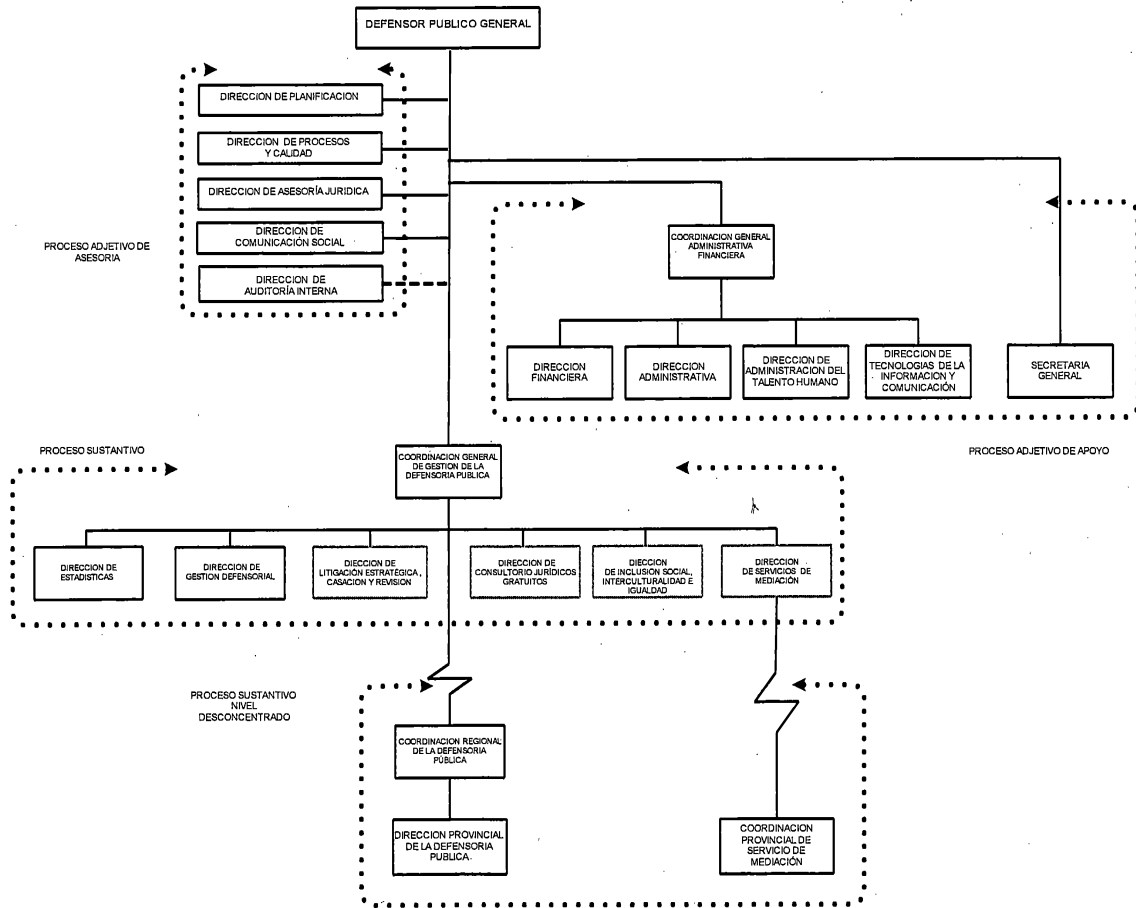 DEFENSOR PUBLICO GENERAL
DIRECCION DE PLANIFICACION
DIRECCION DE PROCESOS
Y CALIDAD
DIRECCION DE ASESORÍA JURIDICA
DIRECCION DE
COMUNICACIÓN SOCIAL
DIRECCION DE
AUDITORÍA INTERNA
PROCESO ADJETIVO DE
ASESORIA
COORDINACION GENERAL
ADMINISTRATIVA
FINANCIERA
DIRECCION
FINANCIERA
DIRECCION
ADMINISTRATIVA
DIRECCION DE
ADMINISTRACION DEL
TALENTO HUMANO
DIRECCION DE
TECNOLOGIAS DE LA
INFORMACION Y
COMUNICACIÓN
SECRETARIA
GENERAL
PROCESO ADJETIVO DE APOYO
PROCESO SUSTANTIVO
COORDINACION GENERAL
DE GESTION DE LA
DEFENSORIA PUBLICA
DIRECCION DE
ESTADISTICAS
DIRECCION DE
GESTION DEFENSORIAL
DIECCION DE
LITIGACIÓN ESTRATÉGICA,
CASACION Y REVISION
DIRECCION DE
CONSULTORIO JURÍDICOS
GRATUITOS
DIECCION
DE INCLUSION SOCIAL,
INTERCULTURALIDAD E
IGUALDAD
DIRECCION
DE SERVICIOS DE
MEDIACIÓN
PROCESO SUSTANTIVO
NIVEL
DESCONCENTRADO
COORDINACION REGIONAL
DE LA DEFENSORIA
PÚBLICA
DIRECCION PROVINCIAL
DE LA DEFENSORIA
PUBLICA
COORDINACION
PROVINCIAL DE
SERVICIO DE
MEDIACIÓN